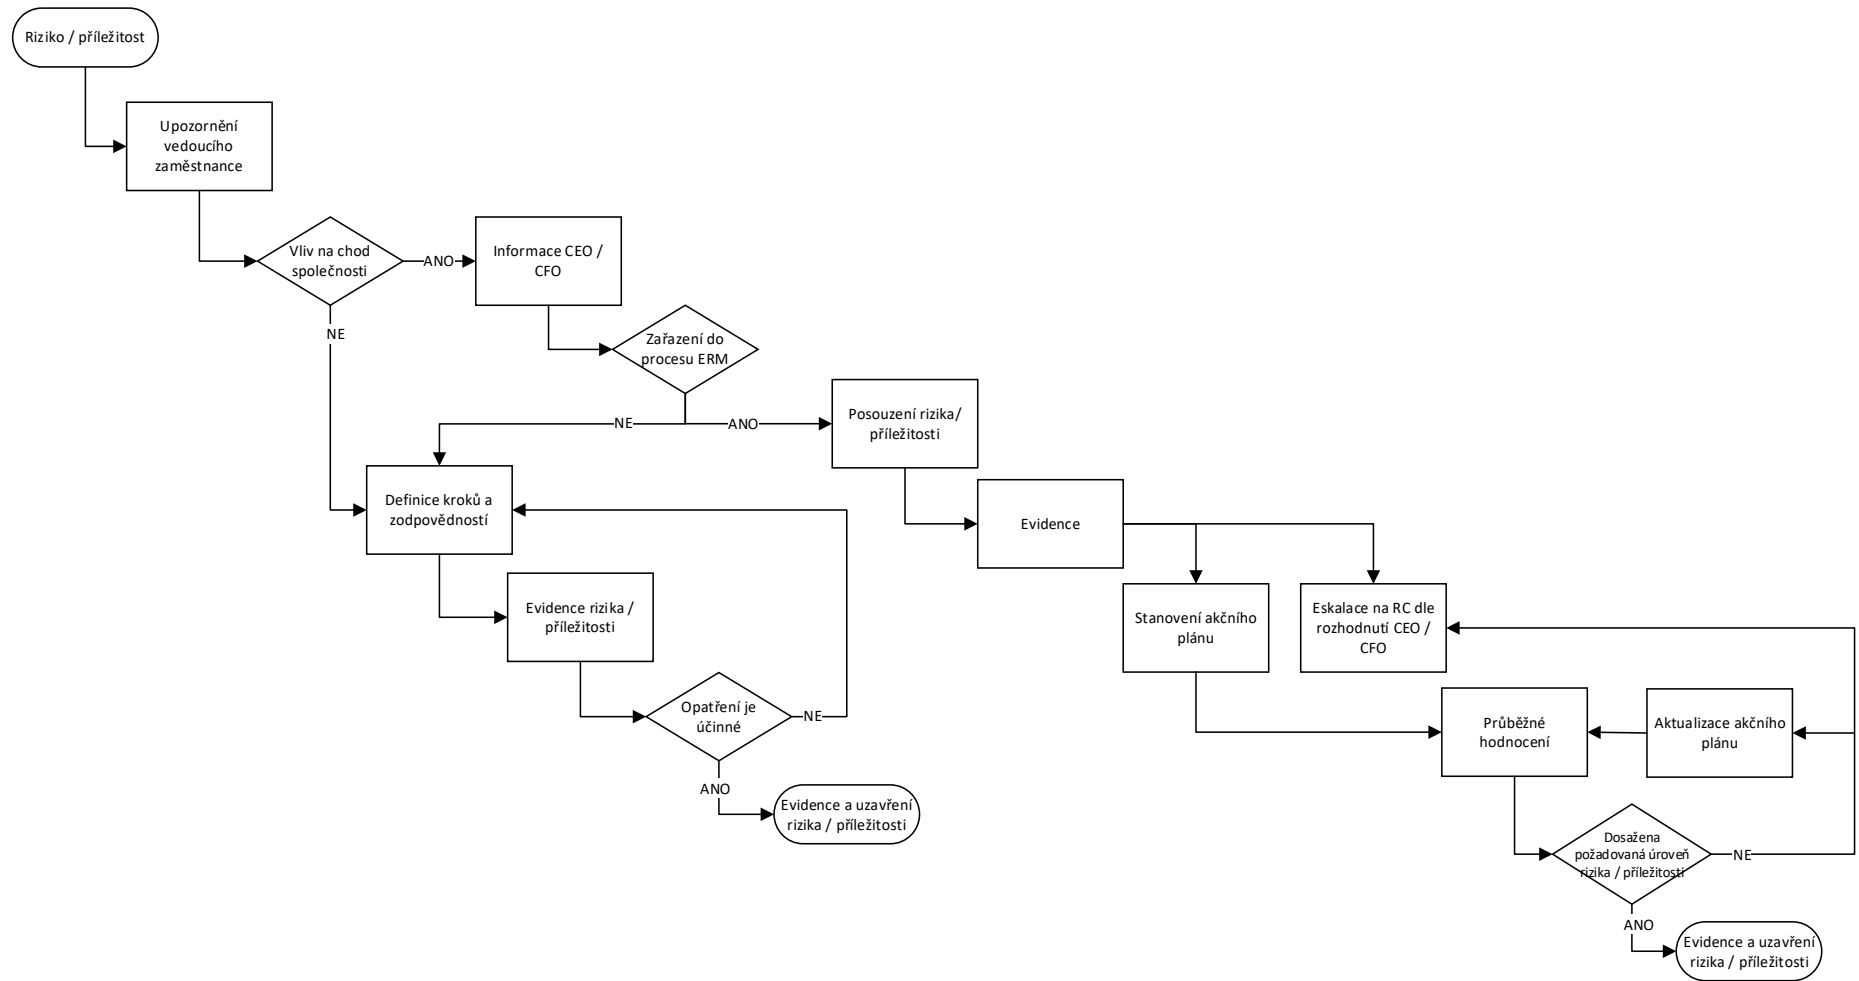 Riziko / příležitost
Upozornění
vedoucího
zaměstnance
Vliv na chod
společnosti
ANO
Informace CEO /
CFO
NE
Zařazení do
procesu ERM
NE
ANO
Posouzení rizika/
příležitosti
Definice kroků a
zodpovědností
Evidence
Evidence rizika /
příležitosti
Stanovení akčního
plánu
Eskalace na RC dle
rozhodnutí CEO /
CFO
Opatření je
účinné
NE
Průběžné
hodnocení
Aktualizace akčního
plánu
ANO
Evidence a uzavření
rizika / příležitosti
Dosažena
požadovaná úroveň
rizika / příležitosti
NE
ANO
Evidence a uzavření
rizika / příležitosti